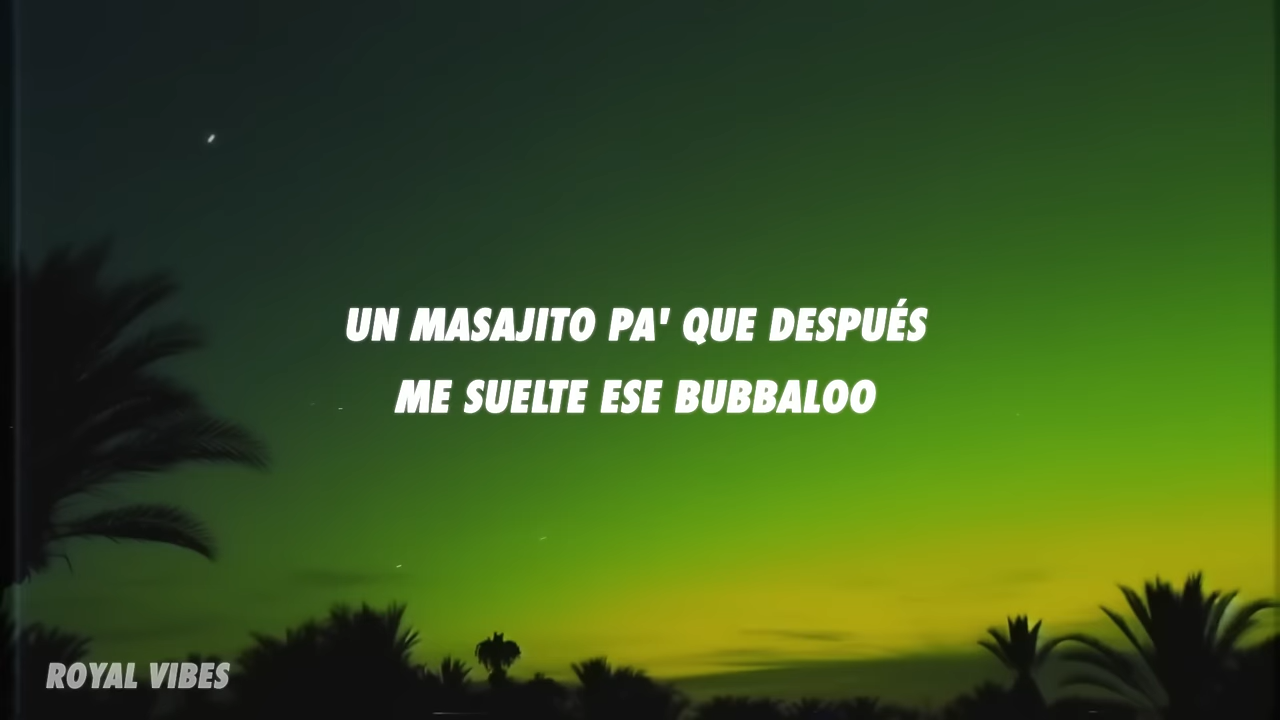 UN MASAJITO PA' QUE DESPUÉS
ME SUELTE ESE BUBBALOO
ROYAL VIBES